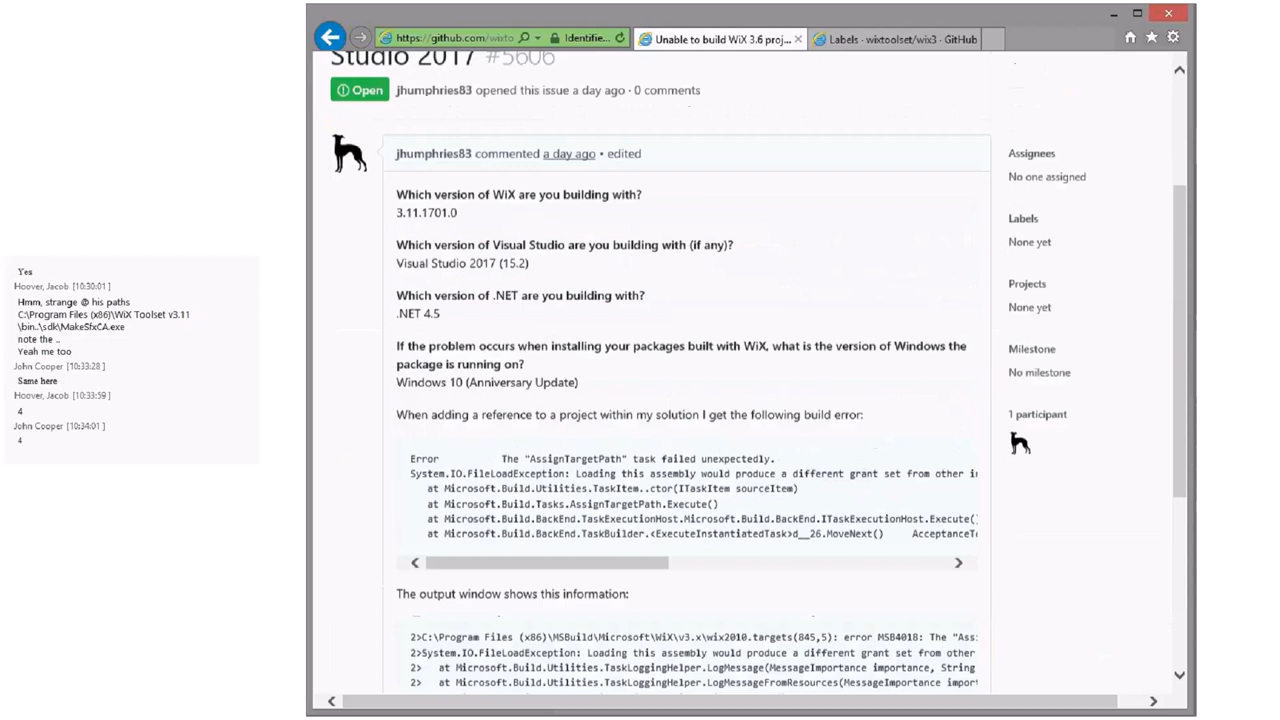 Yes
Hoover, Jacob [10:30:01]
Hmm, strange @ his paths
C:\Program Files (x86)\WiX Toolset v3.11
\bin..\sdk\MakeSfxCA.exe
note the ..
Yeah me too
John Cooper [10:33:28]
Same here
Hoover, Jacob [10:33:59]
4
John Cooper [10:34:01]
4
https://github.com/wixto
Identifie...
Unable to build WiX 3.6 proj...
Labels · wixtoolset/wix3 · GitHub
Studio 2017 #5606
Open
jhumphries83 opened this issue a day ago · 0 comments
jhumphries83 commented a day ago • edited
Which version of WiX are you building with?
3.11.1701.0
Which version of Visual Studio are you building with (if any)?
Visual Studio 2017 (15.2)
Which version of .NET are you building with?
.NET 4.5
If the problem occurs when installing your packages built with WiX, what is the version of Windows the
package is running on?
Windows 10 (Anniversary Update)
When adding a reference to a project within my solution I get the following build error:
Error The "AssignTargetPath" task failed unexpectedly.
System.IO.FileLoadException: Loading this assembly would produce a different grant set from other i
at Microsoft.Build.Utilities.TaskItem..ctor(ITaskItem sourceItem)
at Microsoft.Build.Tasks.AssignTargetPath.Execute()
at Microsoft.Build.BackEnd.TaskExecutionHost.Microsoft.Build.BackEnd.ITaskExecutionHost.Execute()
at Microsoft.Build.BackEnd.TaskBuilder.<ExecuteInstantiatedTask>d__26.MoveNext() AcceptanceTe
The output window shows this information:
2>C:\Program Files (x86)\MSBuild\Microsoft\WiX\v3.x\wix2010.targets(845,5): error MSB4018: The "Ass
2>System.IO.FileLoadException: Loading this assembly would produce a different grant set from other
2> at Microsoft.Build.Utilities.TaskLoggingHelper.LogMessage(MessageImportance importance, String
2> at Microsoft.Build.Utilities.TaskLoggingHelper.LogMessageFromResources(MessageImportance import
Assignees
No one assigned
Labels
None yet
Projects
None yet
Milestone
No milestone
1 participant